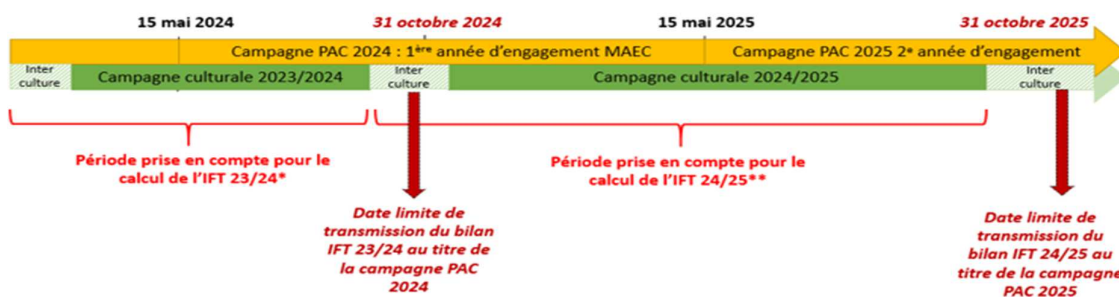 15 mai 2024
31 octobre 2024
15 mai 2025
31 octobre 2025
Campagne PAC 2024 : 1ère année d'engagement MAEC
Campagne PAC 2025 2e année d'engagement
Inter
culture
Campagne culturale 2023/2024
Inter
culture
Campagne culturale 2024/2025
Inter
culture
Période prise en compte pour le
calcul de l'IFT 23/24*
Période prise en compte pour le
calcul de l'IFT 24/25**
Date limite de
transmission du bilan
IFT 23/24 au titre de
la campagne PAC
2024
Date limite de
transmission du
bilan IFT 24/25 au
titre de la campagne
PAC 2025